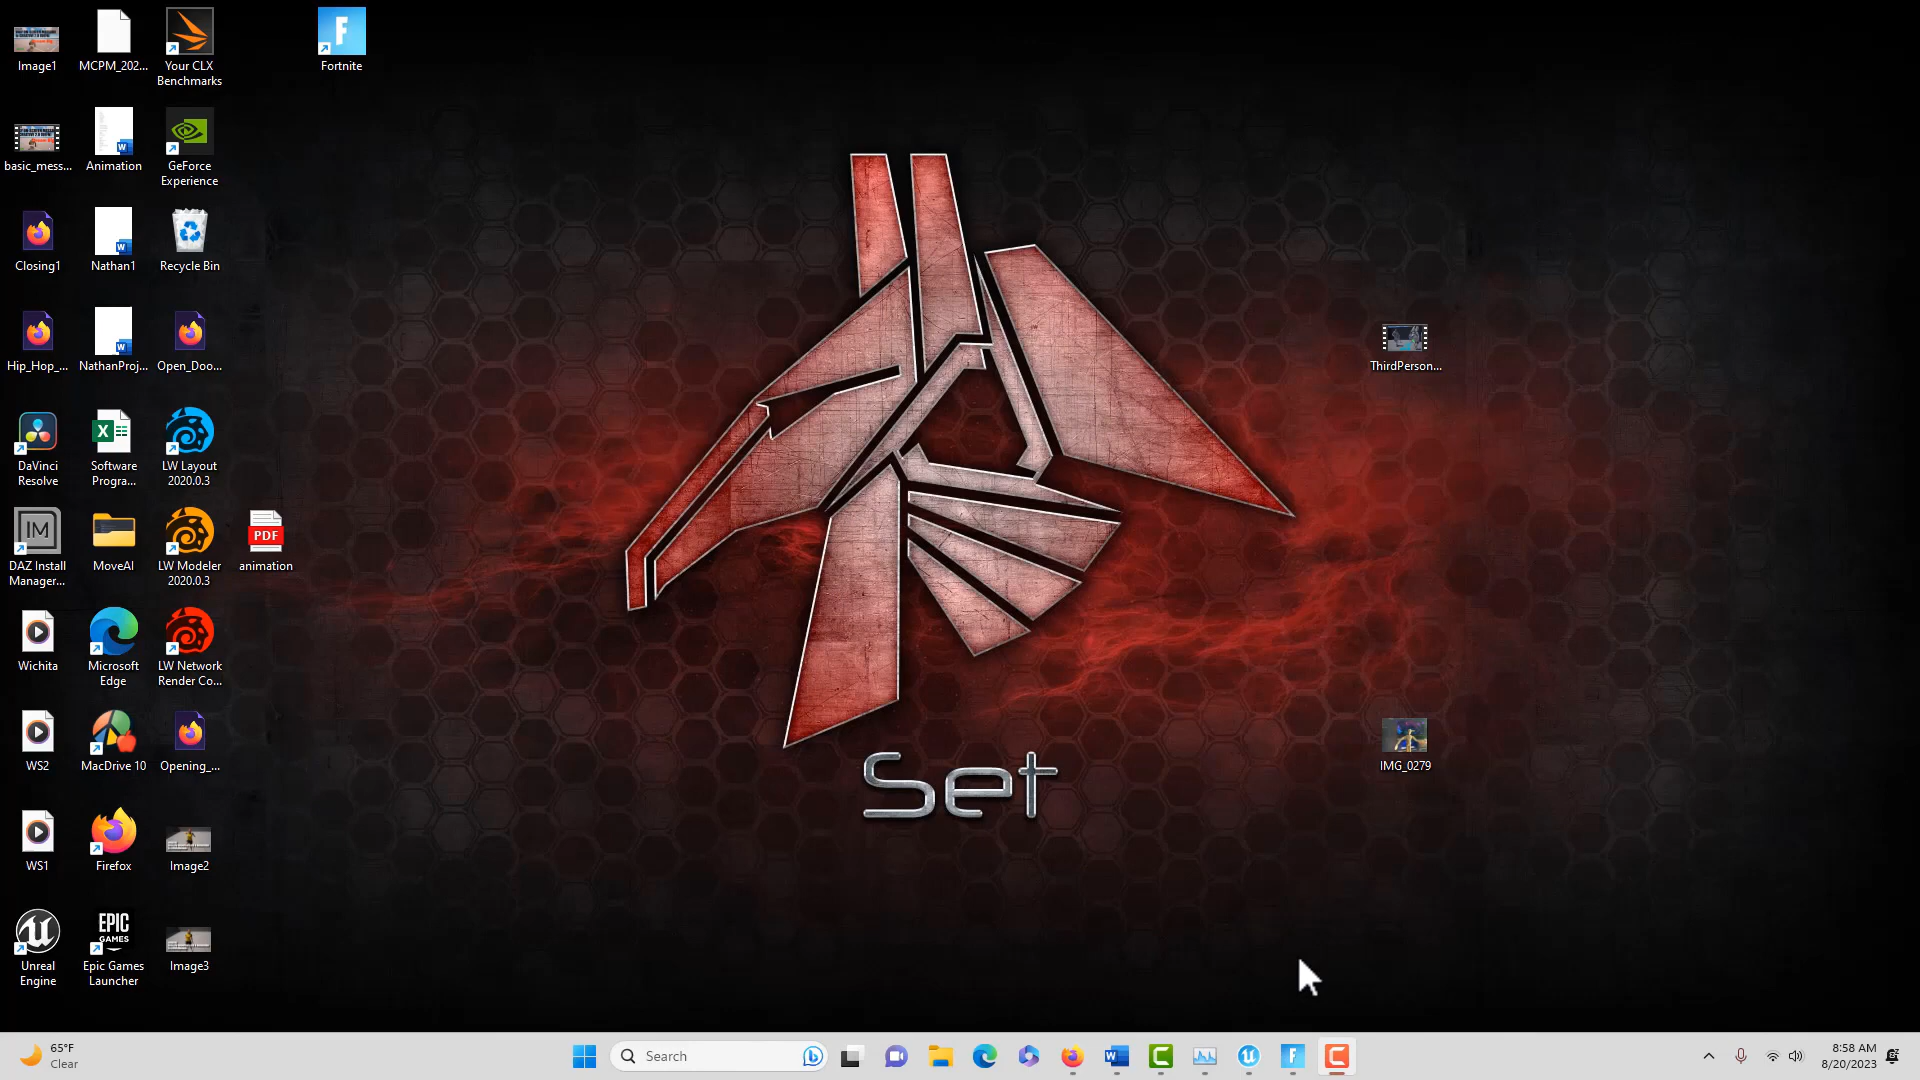 Image1
MCPM_202...
Your CLX
Benchmarks
Fortnite
basic_mess...
Animation
GeForce
Experience
Closing1
Nathan1
Recycle Bin
Hip_Hop_...
NathanProj...
Open_Doo...
ThirdPerson...
DaVinci
Resolve
Software
Progra...
LW Layout
2020.0.3
IM
DAZ Install
Manager...
MoveAI
LW Modeler
2020.0.3
PDF
animation
Wichita
Microsoft
Edge
LW Network
Render Co...
WS2
MacDrive 10
Opening_...
IMG_0279
Set
WS1
Firefox
Image2
Unreal
Engine
EPIC
GAMES
Epic Games
Launcher
Image3
65°F
Clear
Search
8:58 AM
8/20/2023